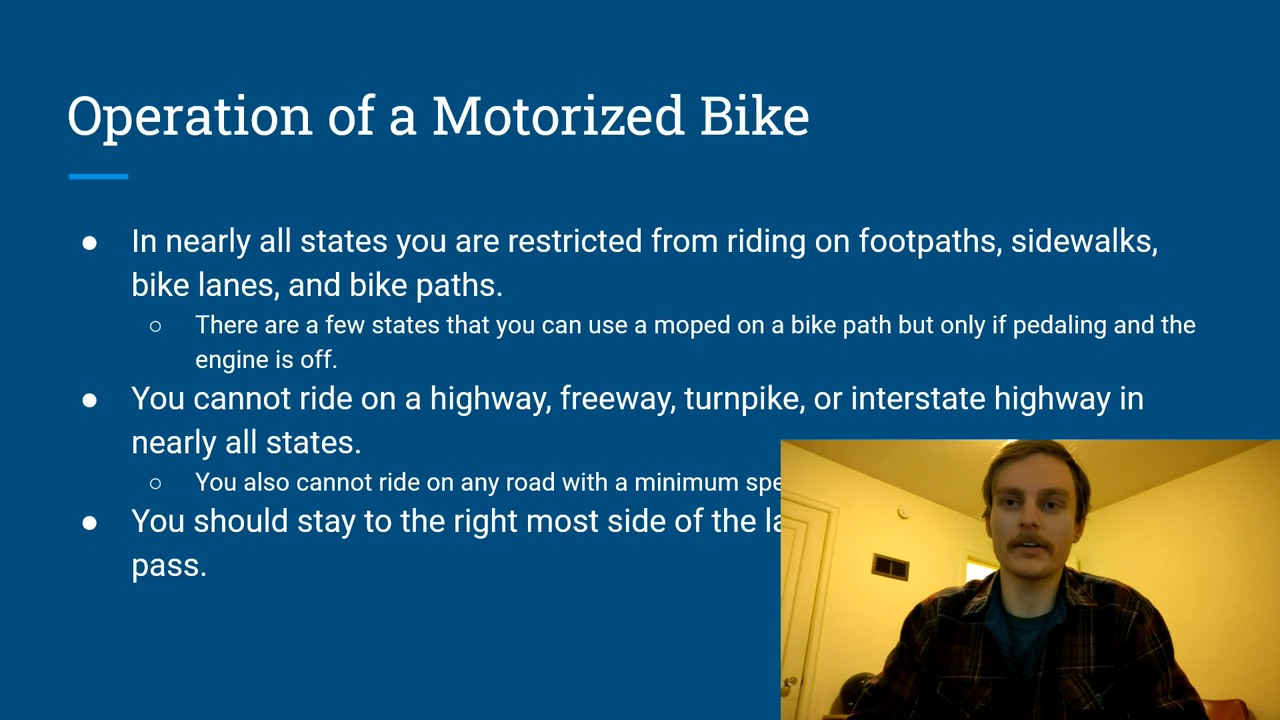 Operation of a Motorized Bike
● In nearly all states you are restricted from riding on footpaths, sidewalks,
bike lanes, and bike paths.
○ There are a few states that you can use a moped on a bike path but only if pedaling and the
engine is off.
● You cannot ride on a highway, freeway, turnpike, or interstate highway in
nearly all states.
○ You also cannot ride on any road with a minimum
● You should stay to the right most side of the
pass.